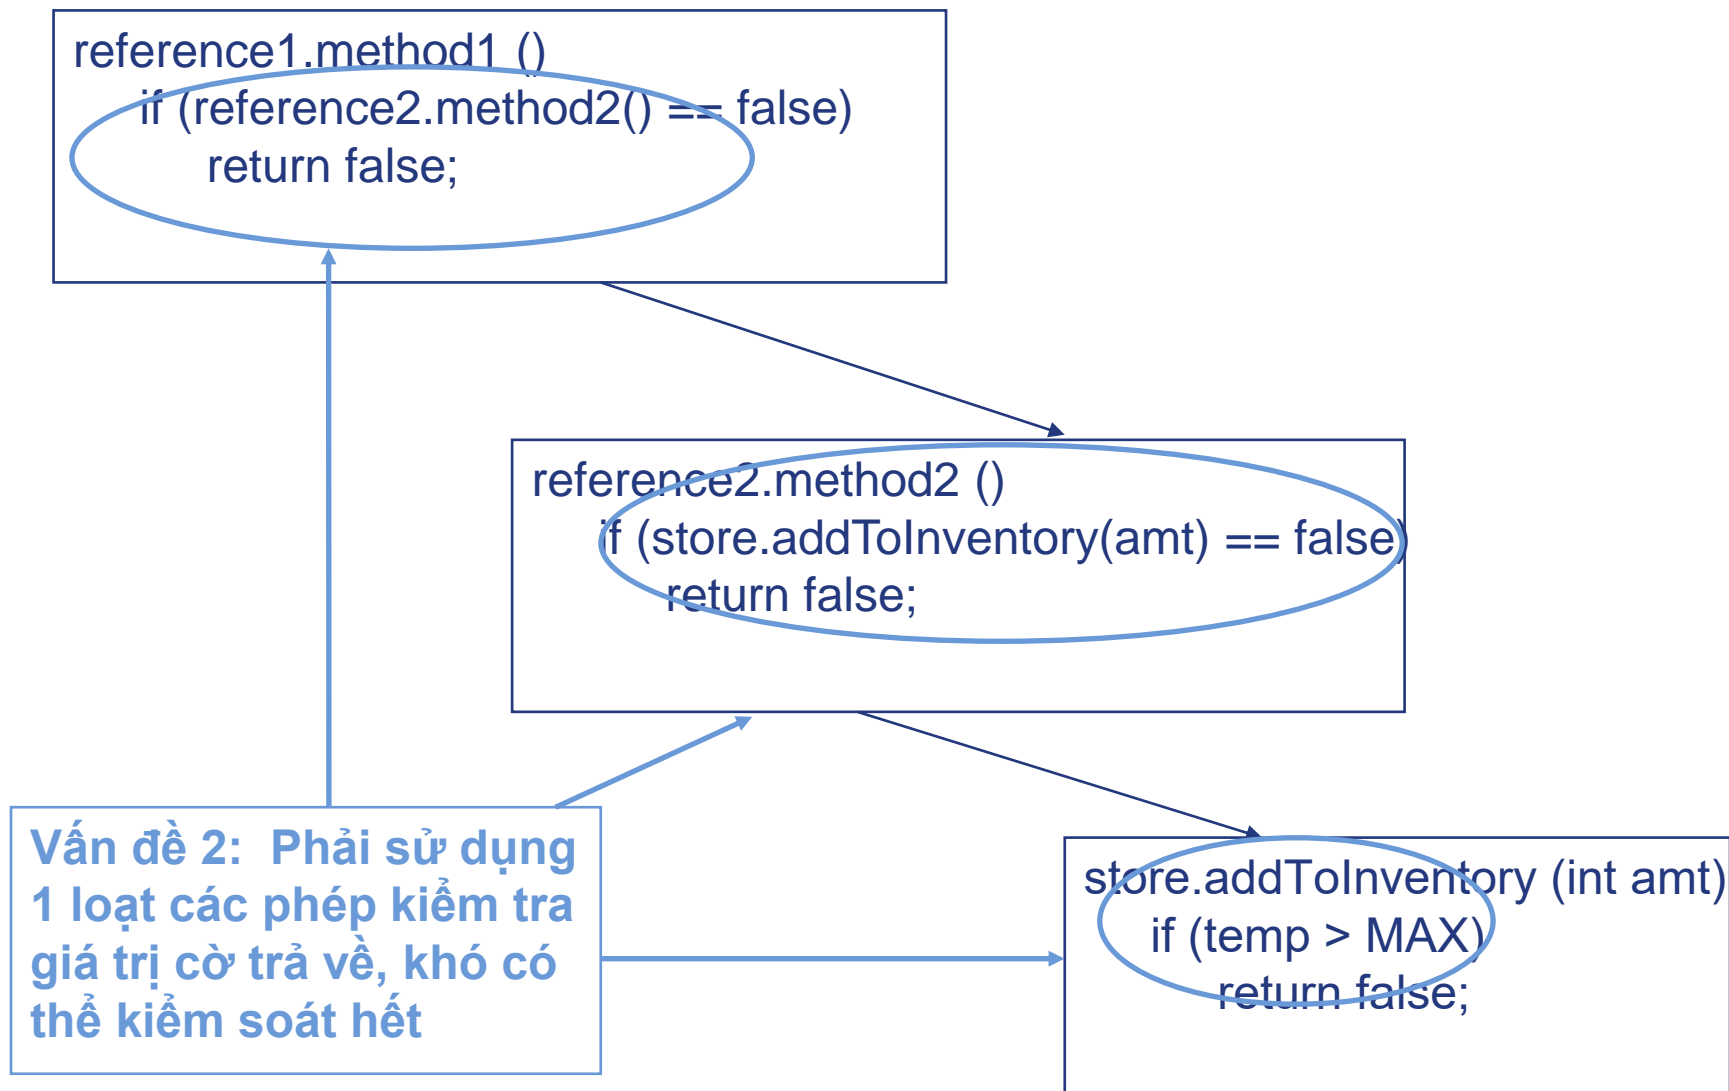 reference1.method1 ()
if (reference2.method2() == false)
return false;
reference2.method2 ()
if (store.addToInventory(amt) == false)
return false;
Vấn đề 2: Phải sử dụng
1 loạt các phép kiểm tra
giá trị cờ trả về, khó có
thể kiểm soát hết
store.addToInventory (int amt)
if (temp > MAX)
return false;